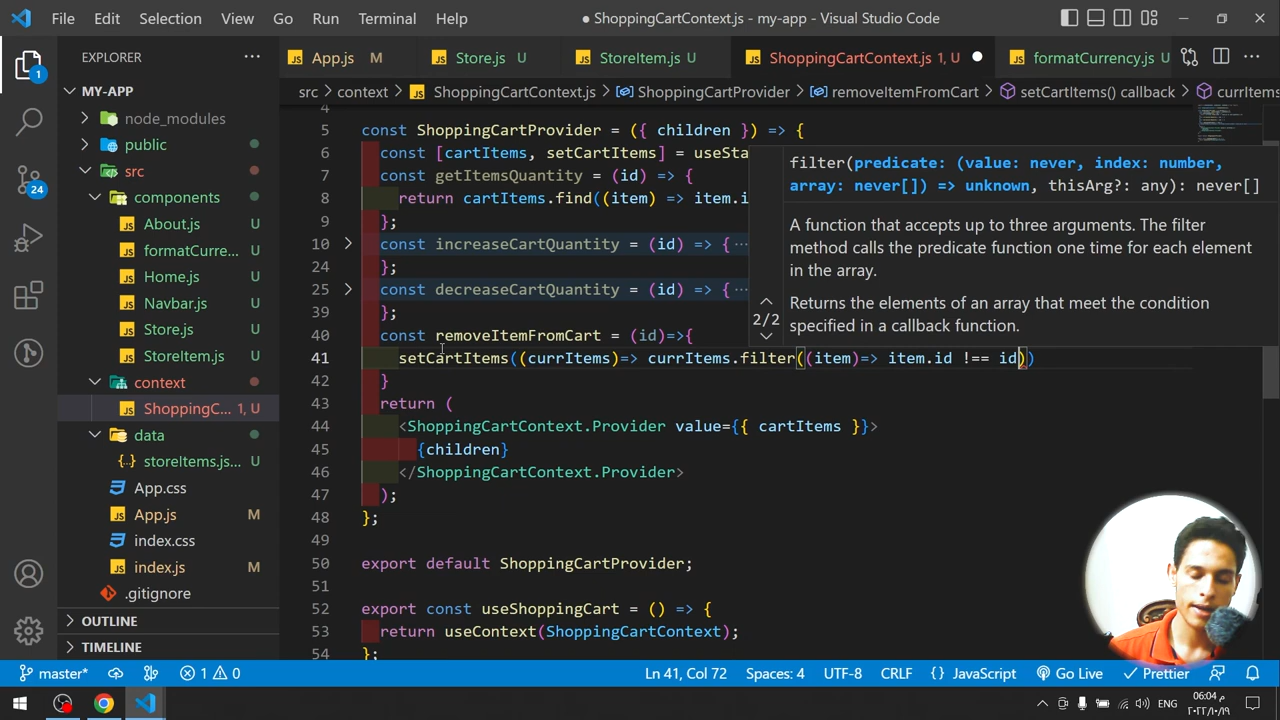 File Edit Selection View Go Run Terminal Help
● ShoppingCartContext.js - my-app - Visual Studio Code
EXPLORER
App.js M
Store.js U
StoreItem.js U
ShoppingCartContext.js 1, U
formatCurrency.js U
src > context > ShoppingCartContext.js > ShoppingCartProvider > removeItemFromCart > setCartItems() callback > currItems
MY-APP
node_modules
public
src
components
About.js U
formatCurre... U
Home.js U
Navbar.js U
Store.js U
StoreItem.js U
context
ShoppingC... 1, U
data
storeItems.js... U
App.css
App.js M
index.css
index.js M
.gitignore
OUTLINE
TIMELINE
1
24
4
5 const ShoppingCartProvider = ({ children }) => {
6 const [cartItems, setCartItems] = useSta
7 const getItemsQuantity = (id) => {
8 return cartItems.find((item) => item.i
9 };
10 const increaseCartQuantity = (id) => {···
24 };
25 const decreaseCartQuantity = (id) => {···
39 };
40 const removeItemFromCart = (id)=>{
41 setCartItems((currItems)=> currItems.filter((item)=> item.id !== id))
42 }
43 return (
44 <ShoppingCartContext.Provider value={{ cartItems }}>
45 {children}
46 </ShoppingCartContext.Provider>
47 );
48 };
49
50 export default ShoppingCartProvider;
51
52 export const useShoppingCart = () => {
53 return useContext(ShoppingCartContext);
54 };
filter(predicate: (value: never, index: number,
array: never[]) => unknown, thisArg?: any): never[]
A function that accepts up to three arguments. The filter
method calls the predicate function one time for each element
in the array.
2/2
Returns the elements of an array that meet the condition
specified in a callback function.
master* 1 0 Ln 41, Col 72 Spaces: 4 UTF-8 CRLF {} JavaScript Go Live Prettier
ENG
06:04